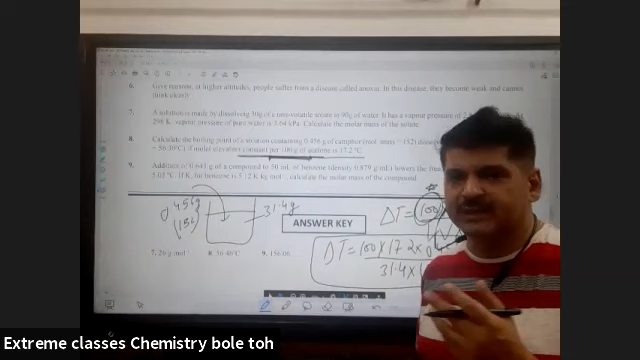 6. Give reasons, at higher altitudes, people suffer from a disease called anoxia. In this disease, they become weak and cannot
think clearly.
7. A solution is made by dissolving 30g of a nonvolatile solute in 90g of water. It has a vapour pressure of 2.8
298 K, vapour pressure of pure water is 3.64 kPa. Calculate the molar mass of the solute.
8. Calculate the boiling point of a solution containing 0.456 g of camphor (mol. mass = 152) dissolved
= 56.30°C) if molal elevation constant per 100g of acetone is 17.2°C
9. Addition of 0.643 g of a compound to 50 mL of benzene (density 0.879 g/mL) lowers the
5.03 °C. If K for benzene is 5.12 K kg mol⁻¹, calculate the molar mass of the compound.
0.456g
(152)
31.4g
ΔT = (100)
ANSWER KEY
ΔT = 100 X 17.2 X 0
31.4 X 1
7. 26 g mol⁻¹ 8. 56.46°C 9. 156.06
Extreme classes Chemistry bole toh